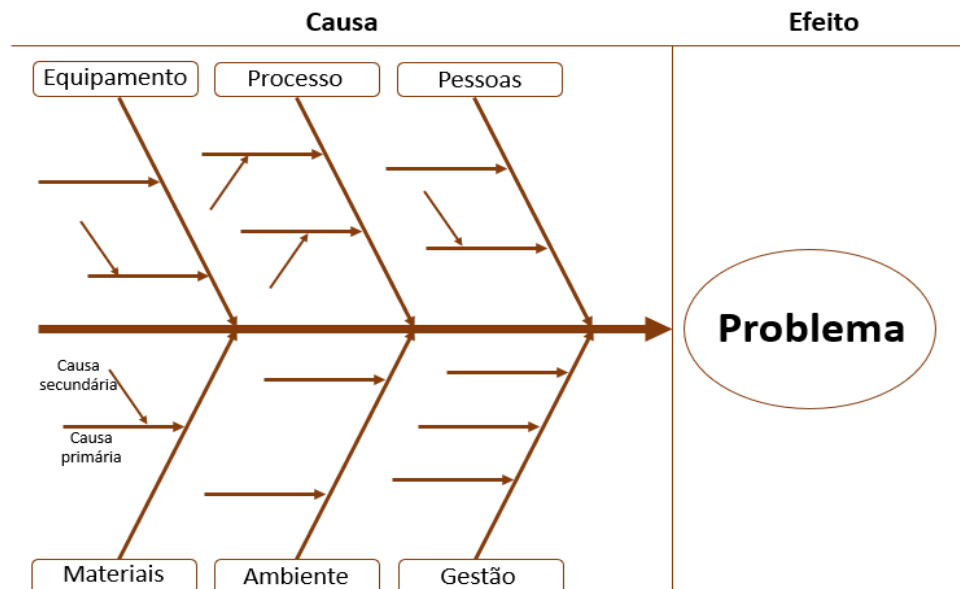 Causa
Efeito
Equipamento
Processo
Pessoas
Problema
Causa
secundária
Causa
primária
Materiais
Ambiente
Gestão